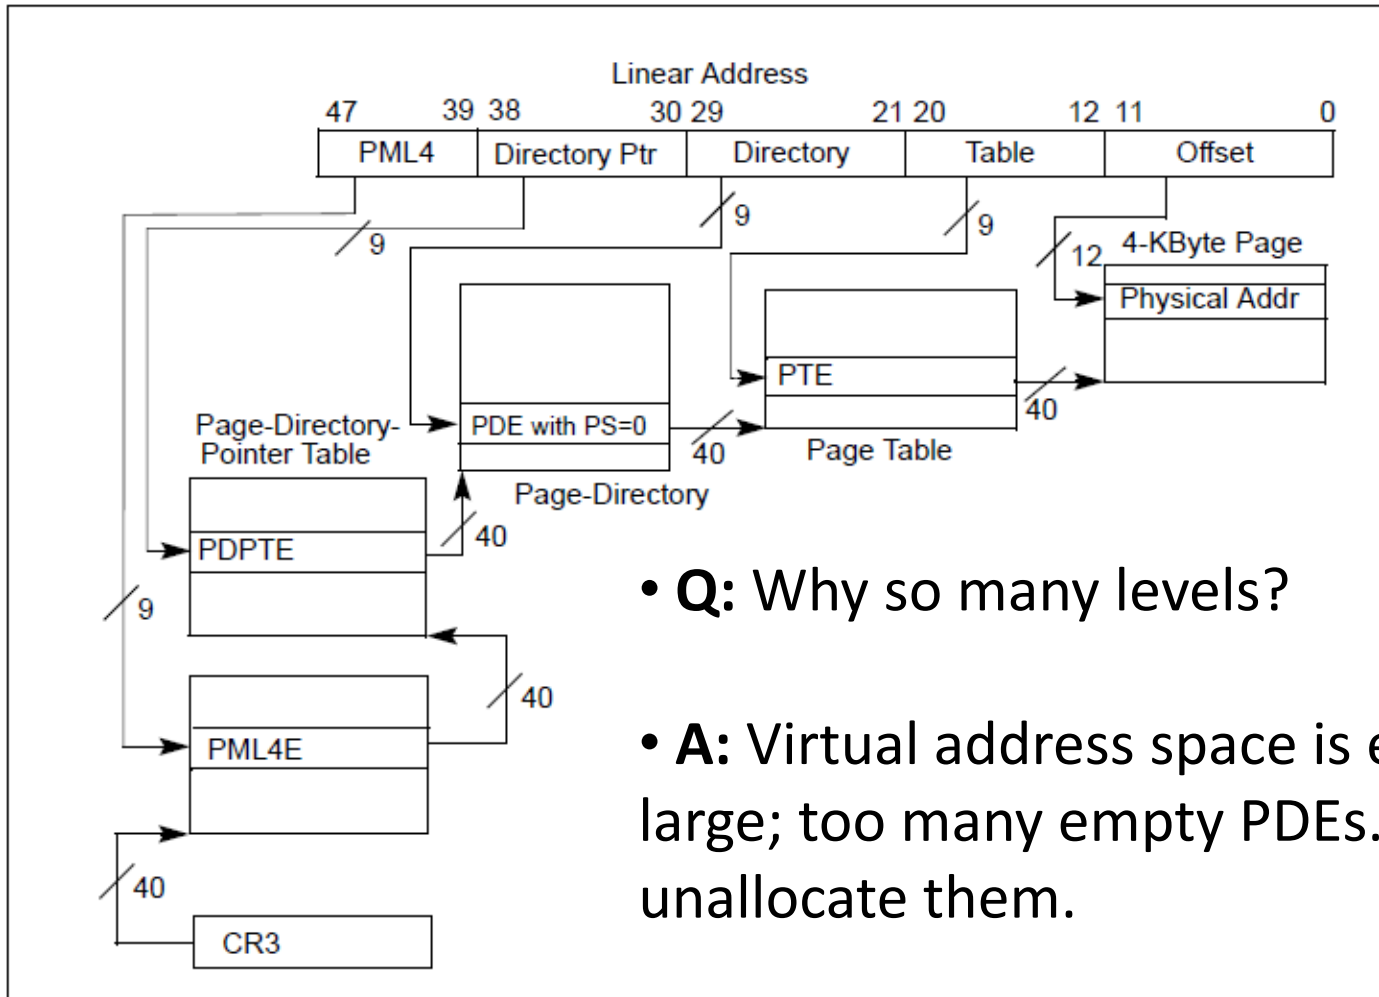 Linear Address
47 39 38 30 29 21 20 12 11 0
PML4 Directory Ptr Directory Table Offset
9
9
9
12
4-KByte Page
Physical Addr
PTE
40
Page Table
PDE with PS=0
40
Page-Directory
Page-Directory-
Pointer Table
PDPTE
40
9
40
PML4E
40
CR3
• Q: Why so many levels?
• A: Virtual address space is
large; too many empty PDEs.
unallocate them.